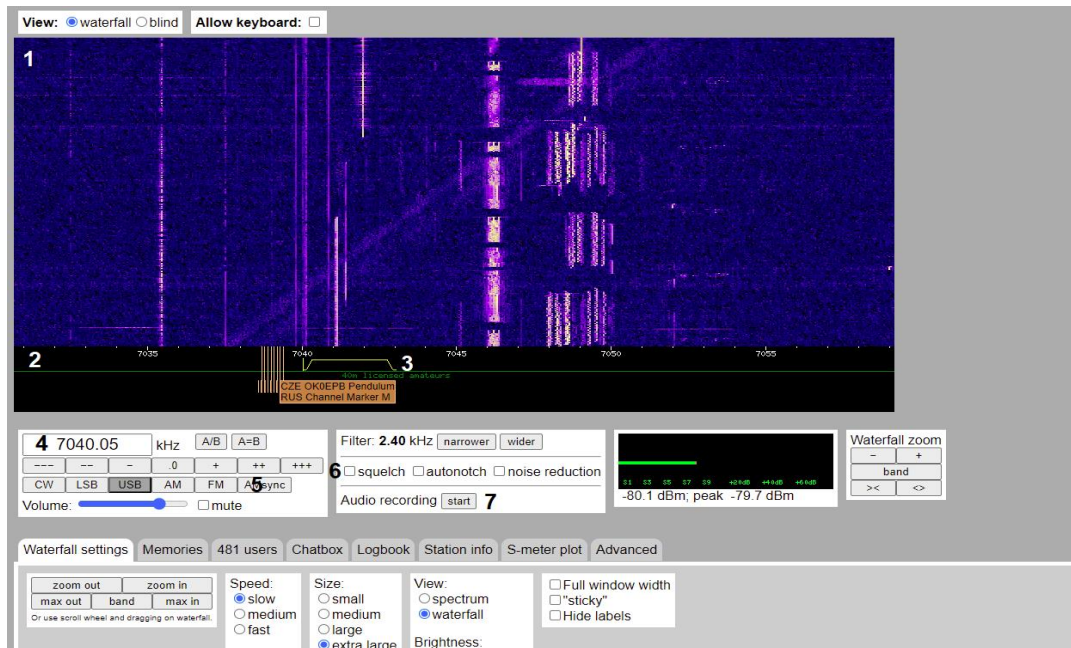 View: waterfall blind Allow keyboard:
1
2
7035 7040 7045 7050 7055
3
40m licensed amateurs
CZE OK0EPB Pendulum
RUS Channel Marker M
4 7040.05 kHz A/B A=B
--- -- - .0 + ++ +++
CW LSB USB AM FM AMsync
5
Volume: mute
Filter: 2.40 kHz narrower wider
6 squelch autonotch noise reduction
Audio recording start 7
S1 S3 S5 S7 S9 +20dB +40dB +60dB
-80.1 dBm; peak -79.7 dBm
Waterfall zoom
- +
band
>< <>
Waterfall settings Memories 481 users Chatbox Logbook Station info S-meter plot Advanced
zoom out zoom in
max out band max in
Or use scroll wheel and dragging on waterfall.
Speed:
slow
medium
fast
Size:
small
medium
large
extra large
View:
spectrum
waterfall
Brightness:
Full window width
"sticky"
Hide labels